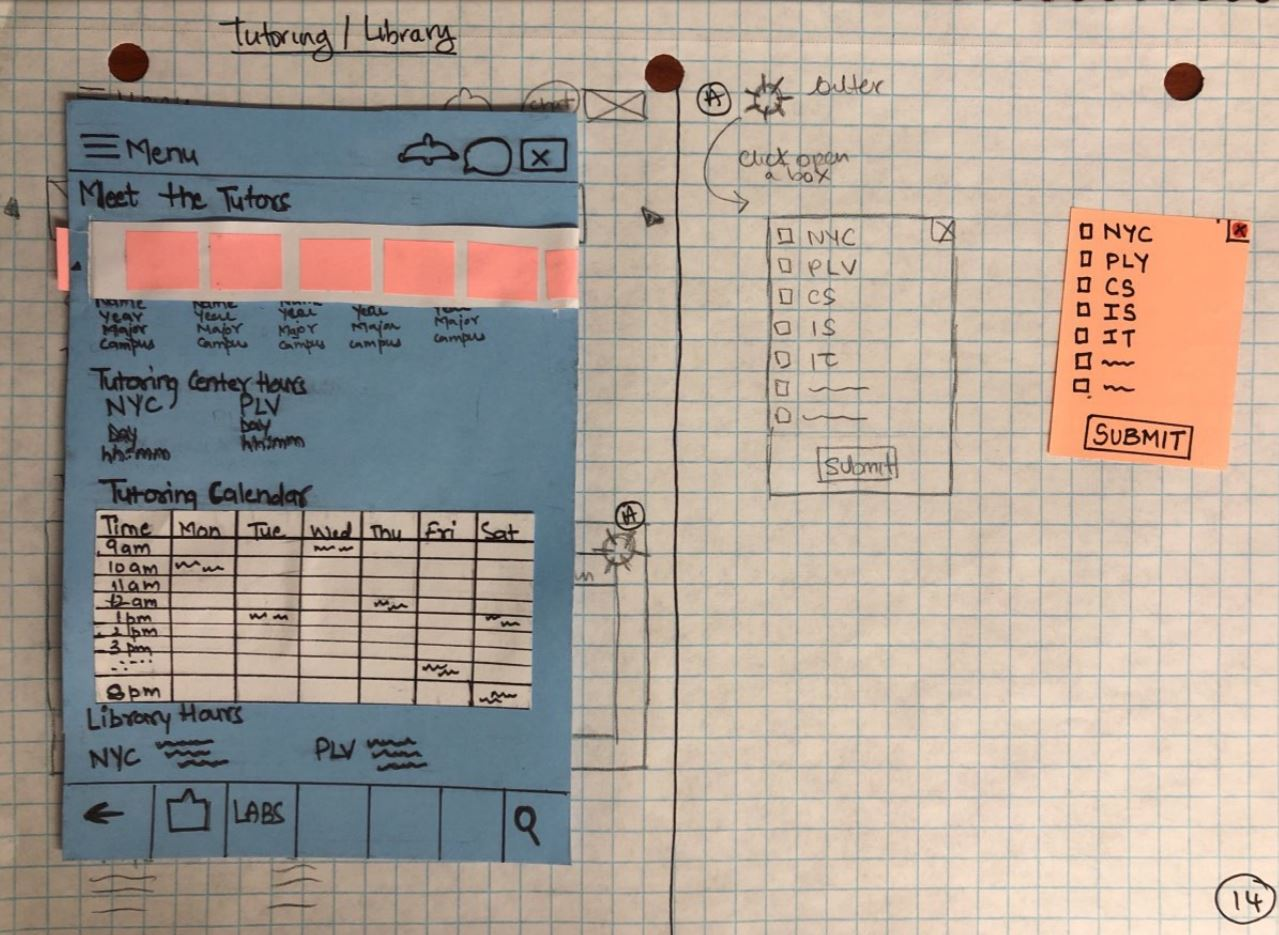 Tutoring / Library
Menu
Meet the Tutors
Name Name Year
Year Year Year Year Major
Major Major Major Major campus
campus campus campus campus
Tutoring Center Hours
NYC PLV
Day Day
hh:mm hh:mm
Tutoring Calendar
Time Mon Tue Wed Thu Fri Sat
9am
10am
11am
12am
1pm
2pm
3pm
8pm
Library Hours
NYC PLV
LABS
A
chat
A
click open
a box
NYC X
PLV
CS
IS
IT
Submit
NYC X
PLY
CS
IS
IT
SUBMIT
14